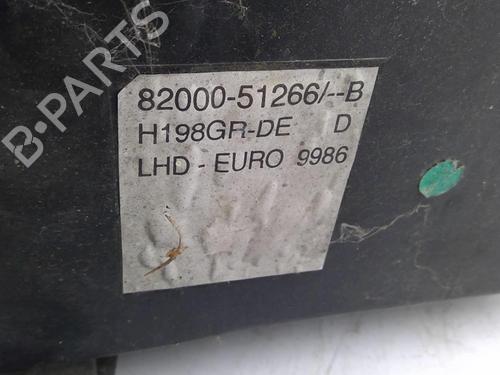 82000-51266/--B
H198GR-DE D
LHD - EURO 9986
B-PARTS